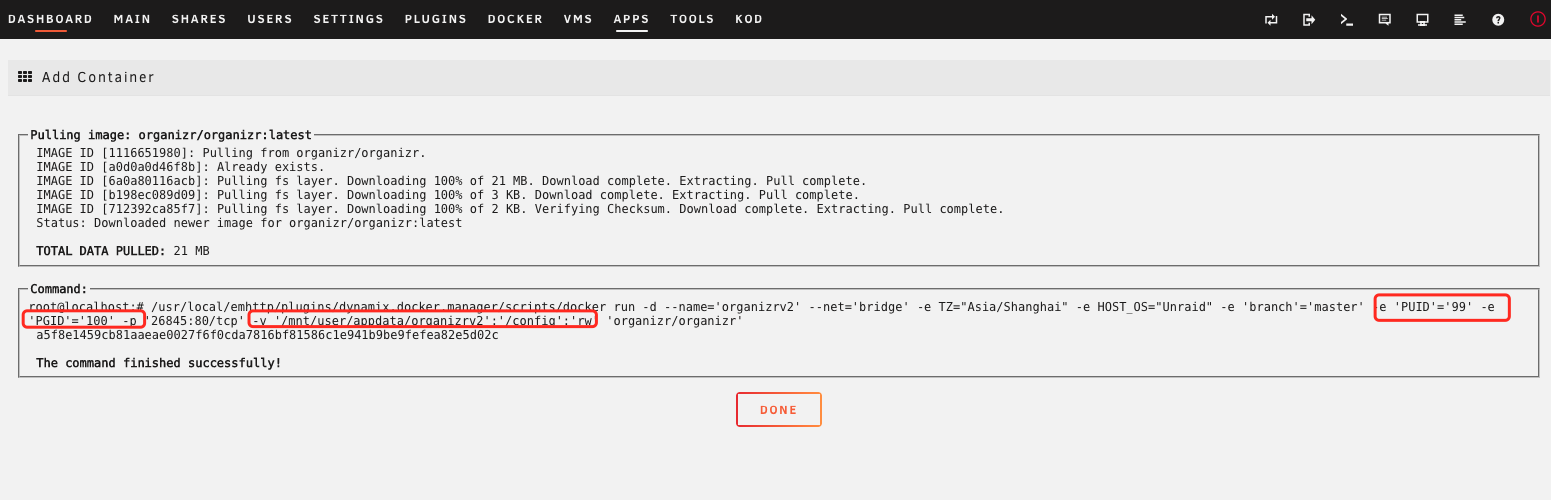 DASHBOARD MAIN SHARES USERS SETTINGS PLUGINS DOCKER VMS APPS TOOLS KOD
Add Container
Pulling image: organizr/organizr:latest
IMAGE ID [1116651980]: Pulling from organizr/organizr.
IMAGE ID [a0d0a0d46f8b]: Already exists.
IMAGE ID [6a0a80116acb]: Pulling fs layer. Downloading 100% of 21 MB. Download complete. Extracting. Pull complete.
IMAGE ID [b198ec089d09]: Pulling fs layer. Downloading 100% of 3 KB. Download complete. Extracting. Pull complete.
IMAGE ID [712392ca85f7]: Pulling fs layer. Downloading 100% of 2 KB. Verifying Checksum. Download complete. Extracting. Pull complete.
Status: Downloaded newer image for organizr/organizr:latest
TOTAL DATA PULLED: 21 MB
Command:
root@localhost:# /usr/local/emhttp/plugins/dynamix.docker.manager/scripts/docker run -d --name='organizrv2' --net='bridge' -e TZ="Asia/Shanghai" -e HOST_OS="Unraid" -e 'branch'='master' -e 'PUID'='99' -e
'PGID'='100' -p '26845:80/tcp' -v '/mnt/user/appdata/organizrv2':'/config':'rw' 'organizr/organizr'
a5f8e1459cb81aaeae0027f6f0cda7816bf81586c1e941b9be9fefea82e5d02c
The command finished successfully!
DONE